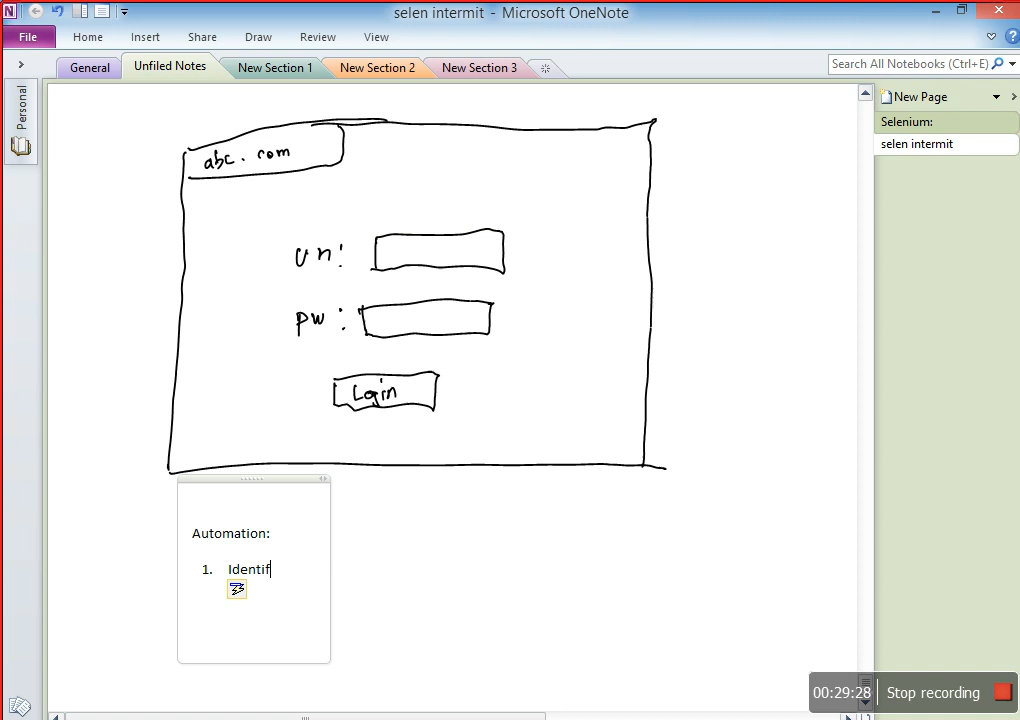 selen intermit - Microsoft OneNote
File Home Insert Share Draw Review View
General Unfiled Notes New Section 1 New Section 2 New Section 3
Search All Notebooks (Ctrl+E)
Personal
New Page
Selenium:
selen intermit
abc.com
un:
pw:
Login
Automation:
1. Identif
00:29:28 Stop recording